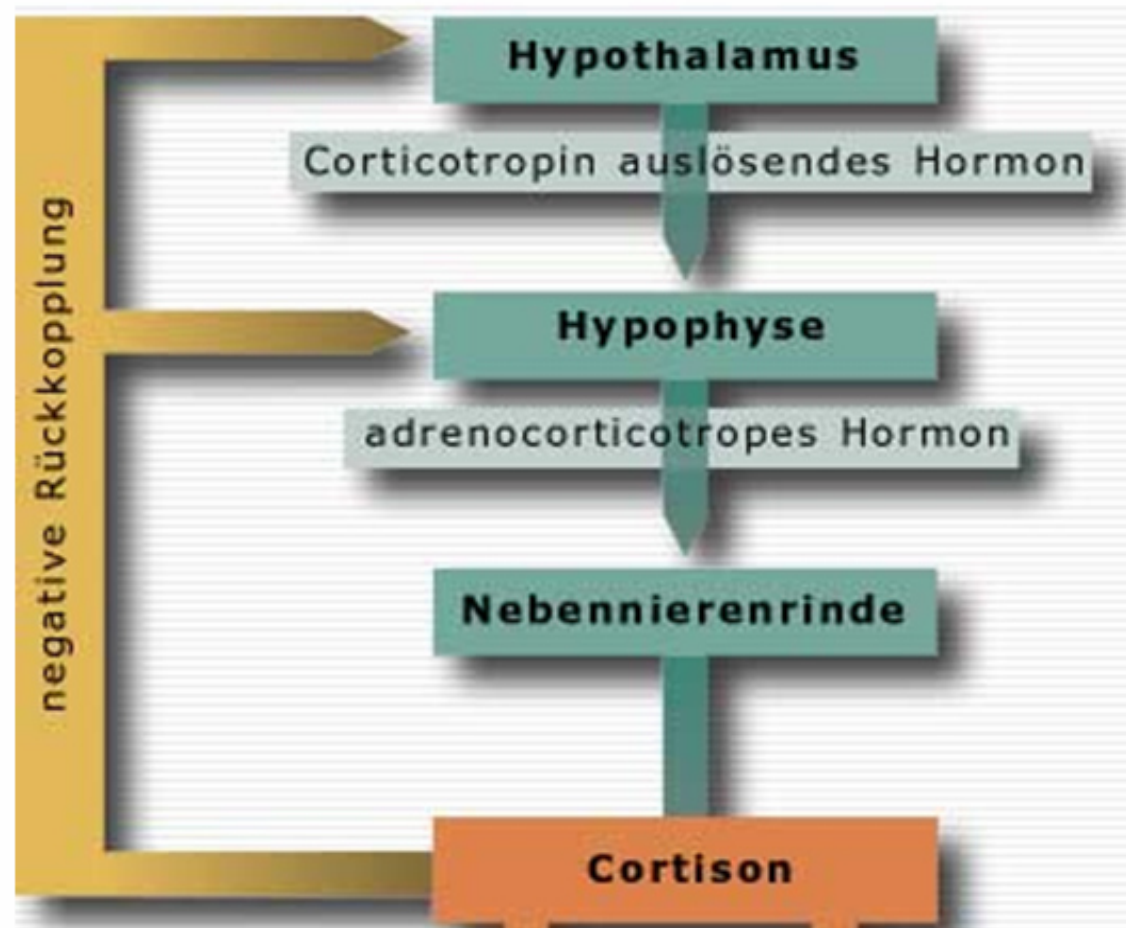 Hypothalamus
Corticotropin auslösendes Hormon
Hypophyse
adrenocorticotropes Hormon
Nebennierenrinde
Cortison
negative Rückkopplung